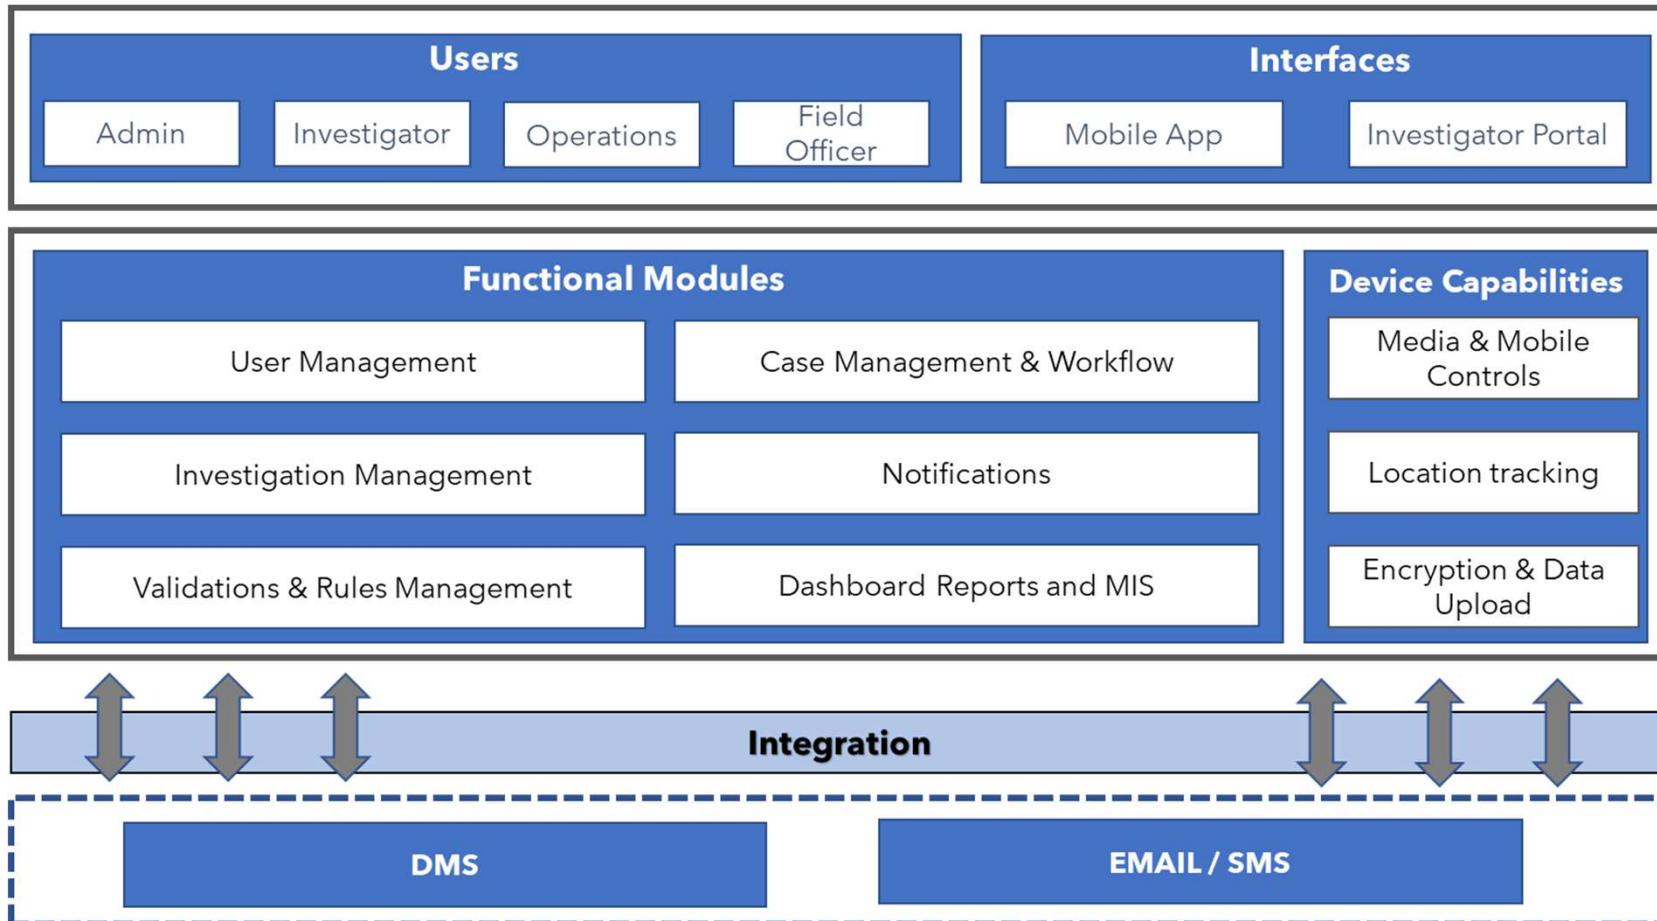 Users
Admin
Investigator
Operations
Field
Officer
Interfaces
Mobile App
Investigator Portal
Functional Modules
User Management
Case Management & Workflow
Investigation Management
Notifications
Validations & Rules Management
Dashboard Reports and MIS
Device Capabilities
Media & Mobile
Controls
Location tracking
Encryption & Data
Upload
Integration
DMS
EMAIL / SMS